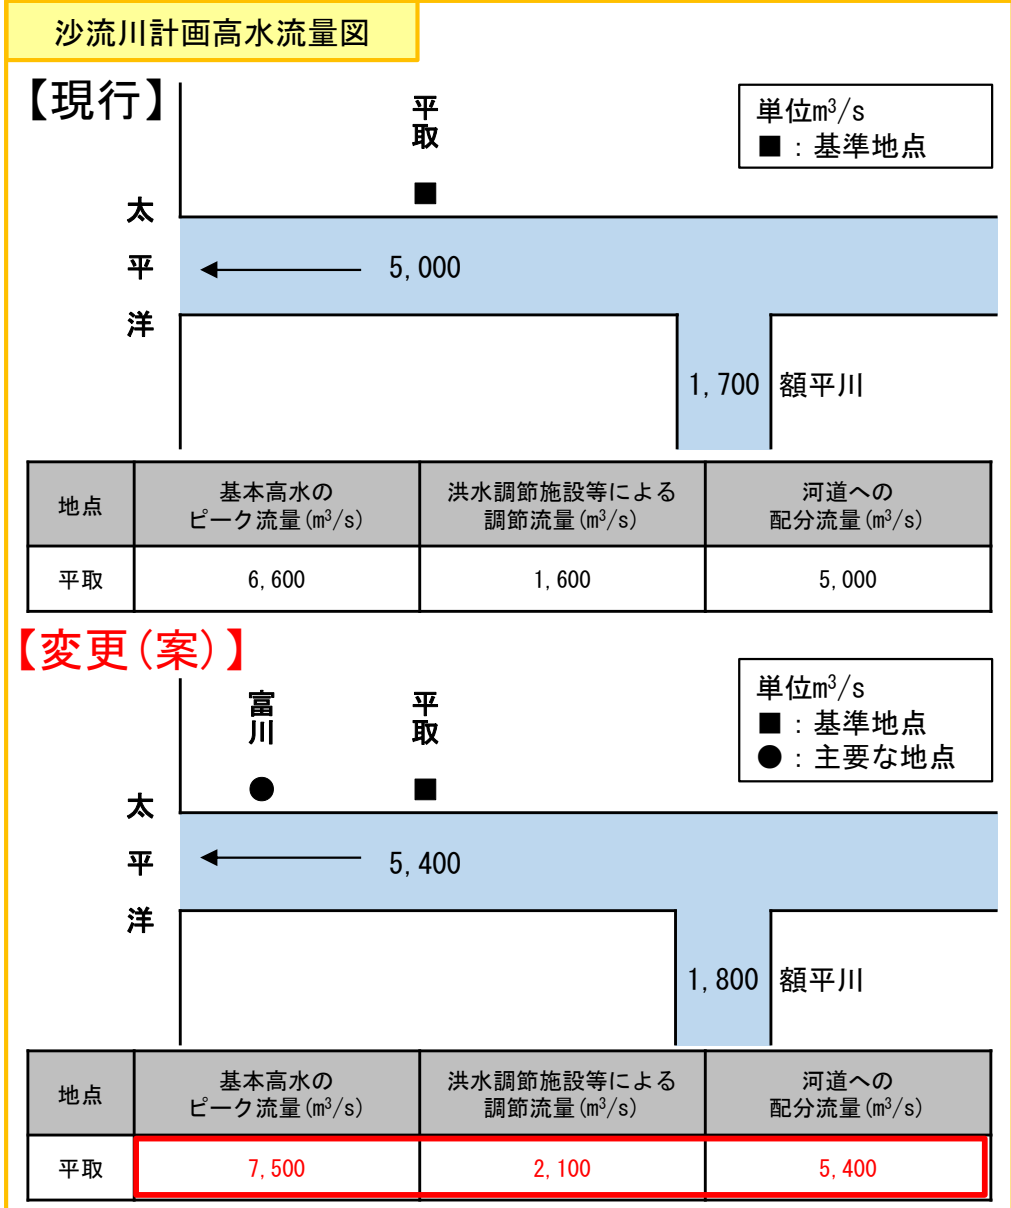 沙流川計画高水流量図
【現行】
平取
単位m³/s
■：基準地点
太平洋
5,000
1,700
額平川
地点 基本高水のピーク流量(m³/s) 洪水調節施設等による調節流量(m³/s) 河道への配分流量(m³/s)
平取 6,600 1,600 5,000
【変更(案)】
富川
平取
単位m³/s
■：基準地点
●：主要な地点
太平洋
5,400
1,800
額平川
地点 基本高水のピーク流量(m³/s) 洪水調節施設等による調節流量(m³/s) 河道への配分流量(m³/s)
平取 7,500 2,100 5,400